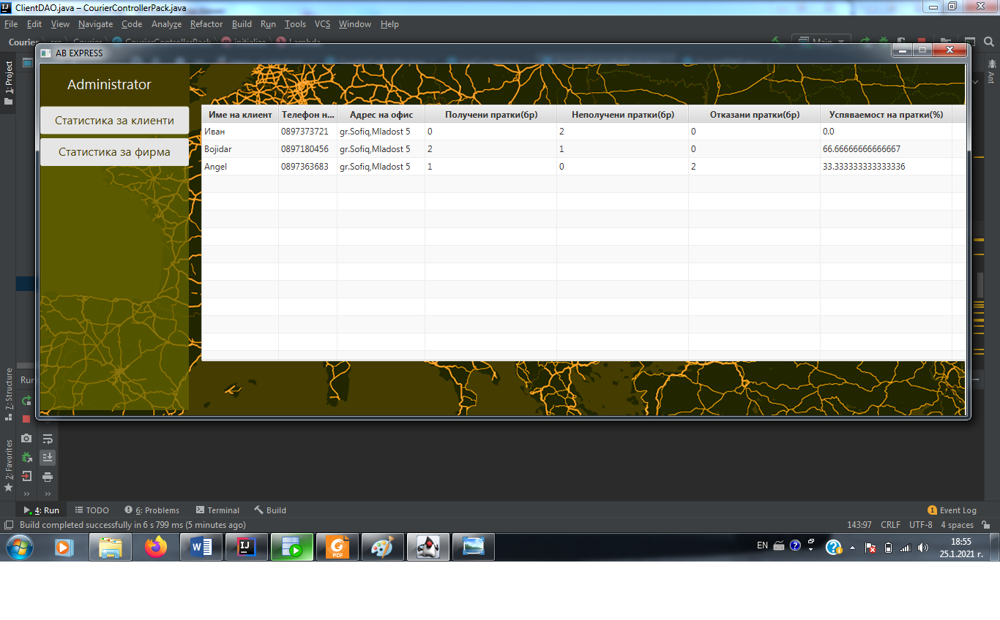 ClientDAO.java – CourierControllerPack.java
File Edit View Navigate Code Analyze Refactor Build Run Tools VCS Window Help
Courier
AB EXPRESS
1: Project
Ant
Administrator
Статистика за клиенти
Статистика за фирма
Име на клиент Телефон н... Адрес на офис Получени пратки(бр) Неполучени пратки(бр) Отказани пратки(бр) Успяваемост на пратки(%)
Иван 0897373721 gr.Sofiq,Mladost 5 0 2 0 0.0
Bojidar 0897180456 gr.Sofiq,Mladost 5 2 1 0 66.66666666666667
Angel 0897363683 gr.Sofiq,Mladost 5 1 0 2 33.333333333333336
7: Structure
Run
2: Favorites
4: Run TODO 6: Problems Terminal Build 1 Event Log
Build completed successfully in 6 s 799 ms (5 minutes ago) 143:97 CRLF UTF-8 4 spaces
EN 18:55
25.1.2021 г.